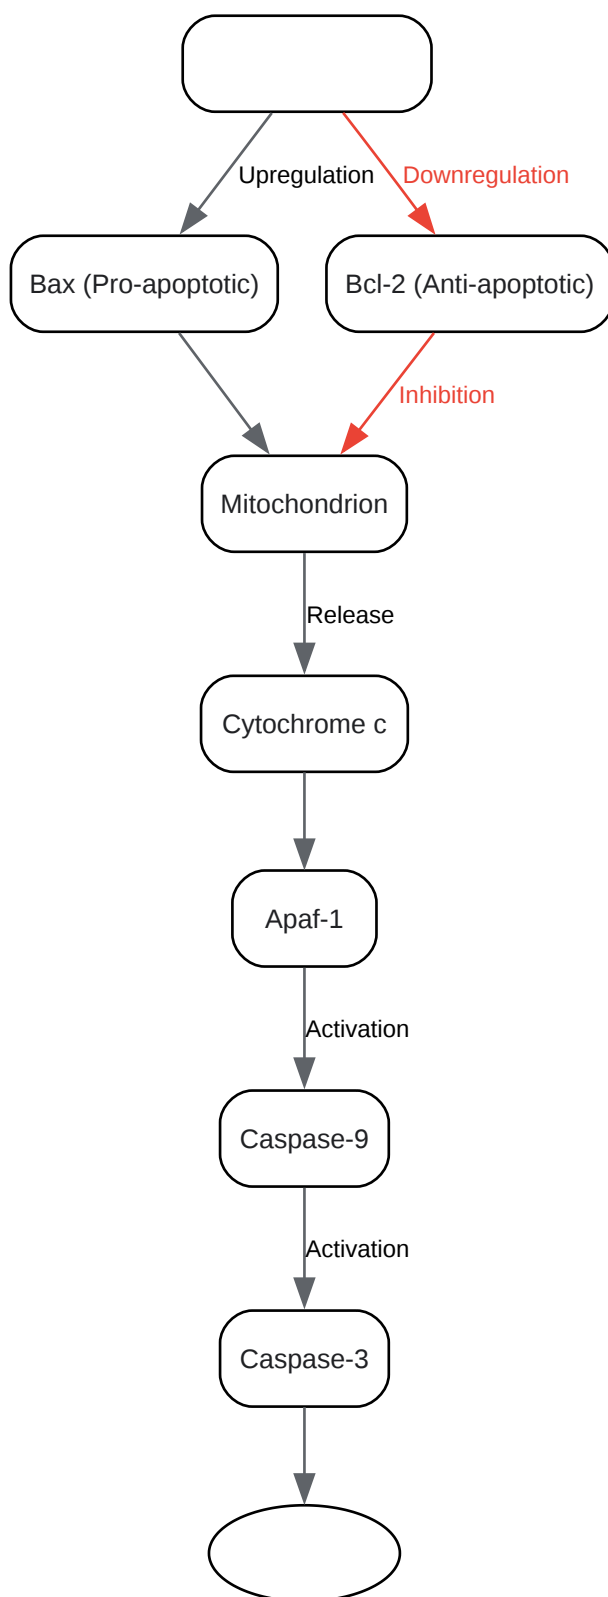 Upregulation
Downregulation
Bax (Pro-apoptotic)
Bcl-2 (Anti-apoptotic)
Inhibition
Mitochondrion
Release
Cytochrome c
Apaf-1
Activation
Caspase-9
Activation
Caspase-3